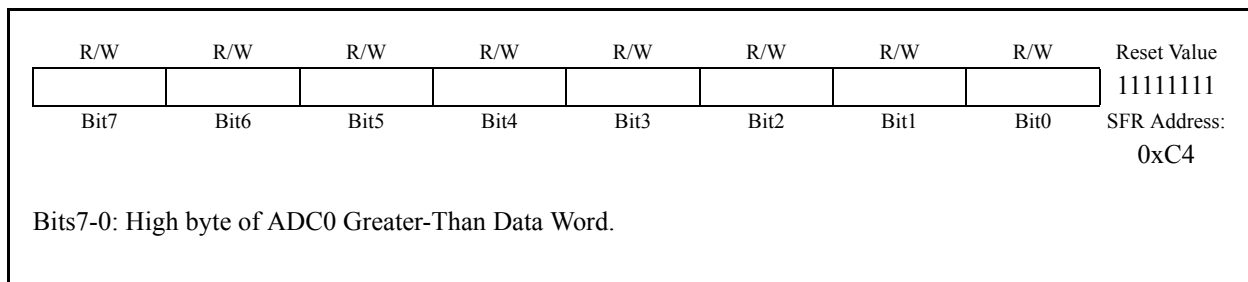 R/W R/W R/W R/W R/W R/W R/W R/W Reset Value
11111111
Bit7 Bit6 Bit5 Bit4 Bit3 Bit2 Bit1 Bit0 SFR Address:
0xC4
Bits7-0: High byte of ADC0 Greater-Than Data Word.